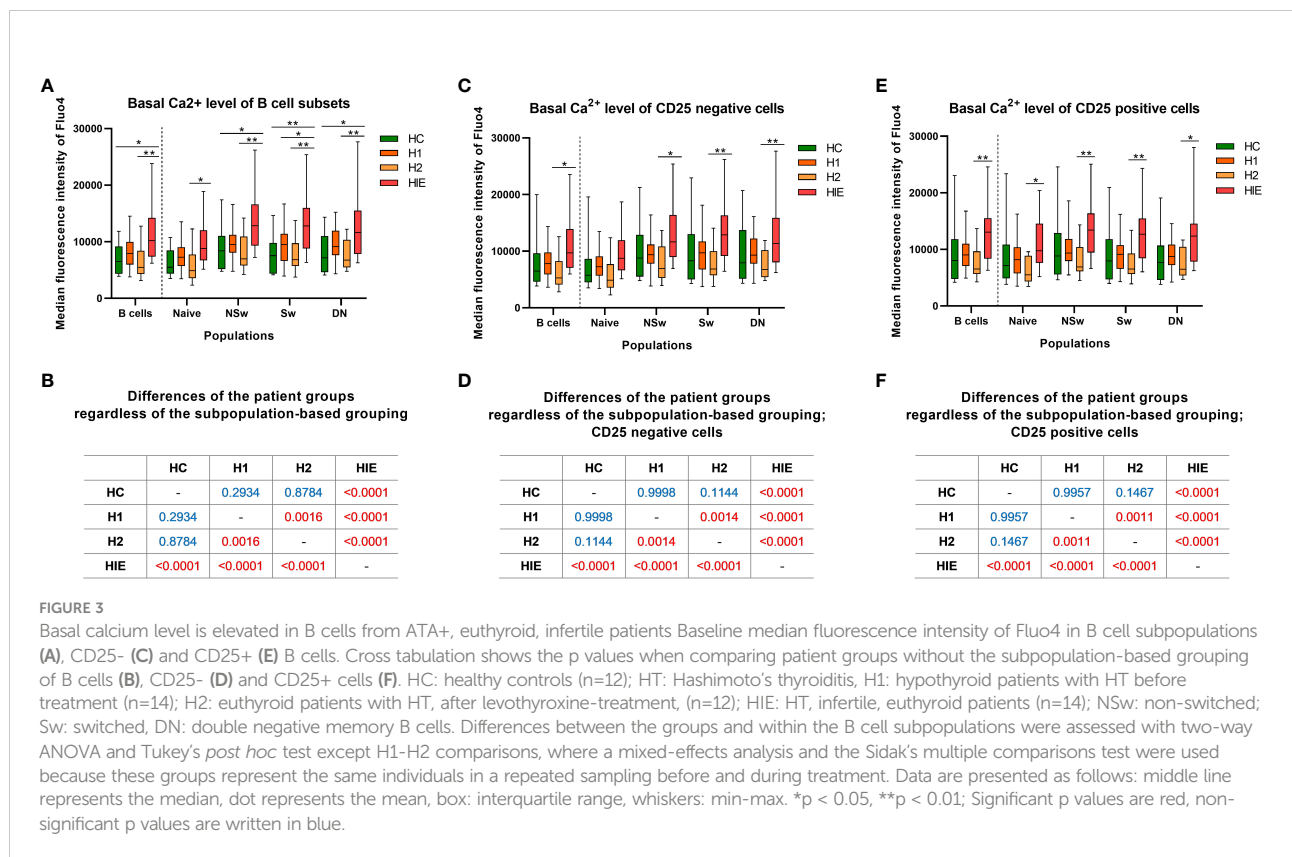 A
Basal Ca2+ level of B cell subsets
Median fluorescence intensity of Fluo4
30000
20000
10000
0
* ** * * ** ** * ** * **
HC
H1
H2
HIE
B cells Naive NSw Sw DN
Populations
C
Basal Ca2+ level of CD25 negative cells
Median fluorescence intensity of Fluo4
30000
20000
10000
0
* * ** **
HC
H1
H2
HIE
B cells Naive NSw Sw DN
Populations
E
Basal Ca2+ level of CD25 positive cells
Median fluorescence intensity of Fluo4
30000
20000
10000
0
** * ** ** *
HC
H1
H2
HIE
B cells Naive NSw Sw DN
Populations
B
Differences of the patient groups
regardless of the subpopulation-based grouping
HC H1 H2 HIE
HC - 0.2934 0.8784 <0.0001
H1 0.2934 - 0.0016 <0.0001
H2 0.8784 0.0016 - <0.0001
HIE <0.0001 <0.0001 <0.0001 -
D
Differences of the patient groups
regardless of the subpopulation-based grouping;
CD25 negative cells
HC H1 H2 HIE
HC - 0.9998 0.1144 <0.0001
H1 0.9998 - 0.0014 <0.0001
H2 0.1144 0.0014 - <0.0001
HIE <0.0001 <0.0001 <0.0001 -
F
Differences of the patient groups
regardless of the subpopulation-based grouping;
CD25 positive cells
HC H1 H2 HIE
HC - 0.9957 0.1467 <0.0001
H1 0.9957 - 0.0011 <0.0001
H2 0.1467 0.0011 - <0.0001
HIE <0.0001 <0.0001 <0.0001 -
FIGURE 3
Basal calcium level is elevated in B cells from ATA+, euthyroid, infertile patients Baseline median fluorescence intensity of Fluo4 in B cell subpopulations
(A), CD25- (C) and CD25+ (E) B cells. Cross tabulation shows the p values when comparing patient groups without the subpopulation-based grouping
of B cells (B), CD25- (D) and CD25+ cells (F). HC: healthy controls (n=12); HT: Hashimoto's thyroiditis, H1: hypothyroid patients with HT before
treatment (n=14); H2: euthyroid patients with HT, after levothyroxine-treatment, (n=12); HIE: HT, infertile, euthyroid patients (n=14); NSw: non-switched;
Sw: switched, DN: double negative memory B cells. Differences between the groups and within the B cell subpopulations were assessed with two-way
ANOVA and Tukey's post hoc test except H1-H2 comparisons, where a mixed-effects analysis and the Sidak's multiple comparisons test were used
because these groups represent the same individuals in a repeated sampling before and during treatment. Data are presented as follows: middle line
represents the median, dot represents the mean, box: interquartile range, whiskers: min-max. *p < 0.05, **p < 0.01; Significant p values are red, non-
significant p values are written in blue.